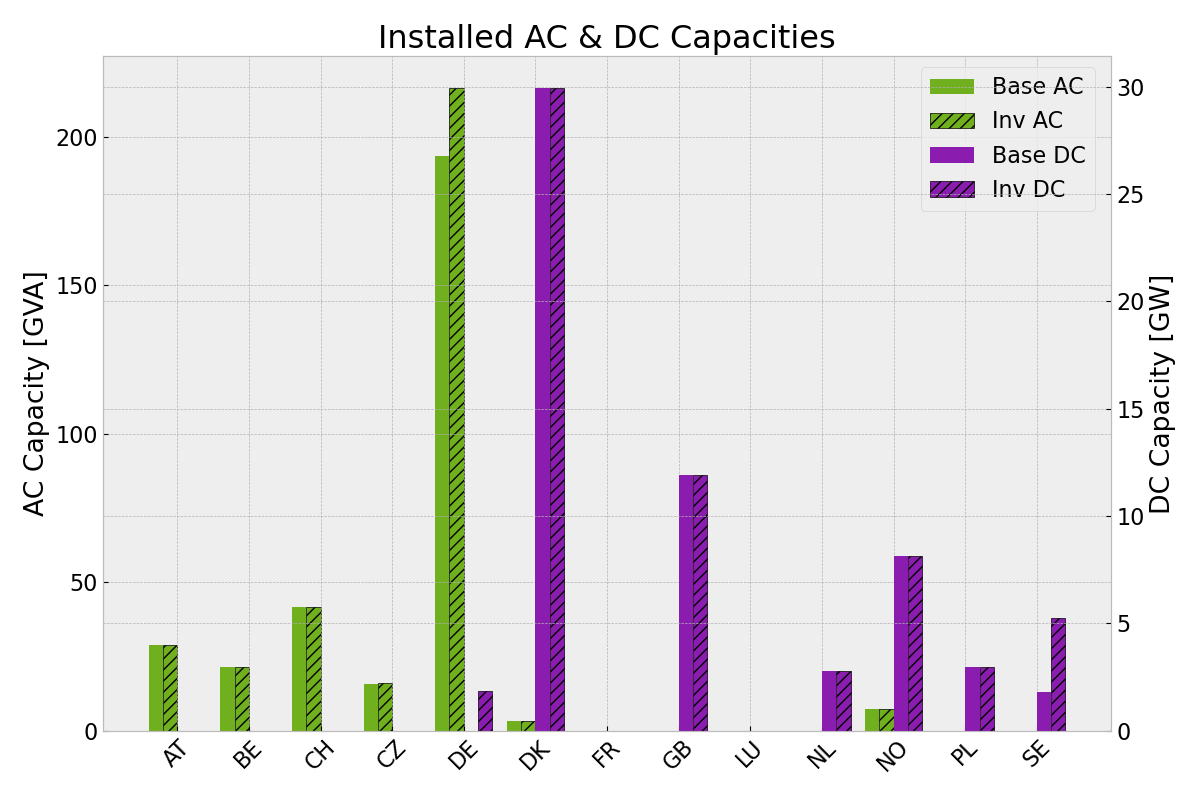 Installed AC & DC Capacities
AC Capacity [GVA]
200
150
100
50
0
Base AC
Inv AC
Base DC
Inv DC
30
25
20
15
10
5
0
DC Capacity [GW]
AT BE CH CZ DE DK FR GB LU NL NO PL SE